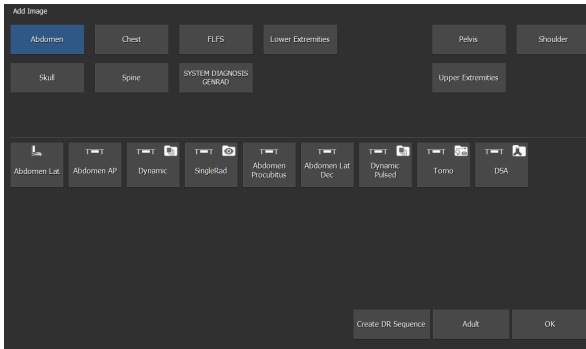 Add Image
Abdomen Chest FLFS Lower Extremities Pelvis Shoulder
Skull Spine SYSTEM DIAGNOSIS
GENRAD Upper Extremities
Abdomen Lat Abdomen AP Dynamic SingleRad Abdomen
Procubitus Abdomen Lat
Dec Dynamic
Pulsed Tomo DSA
Create DR Sequence Adult OK